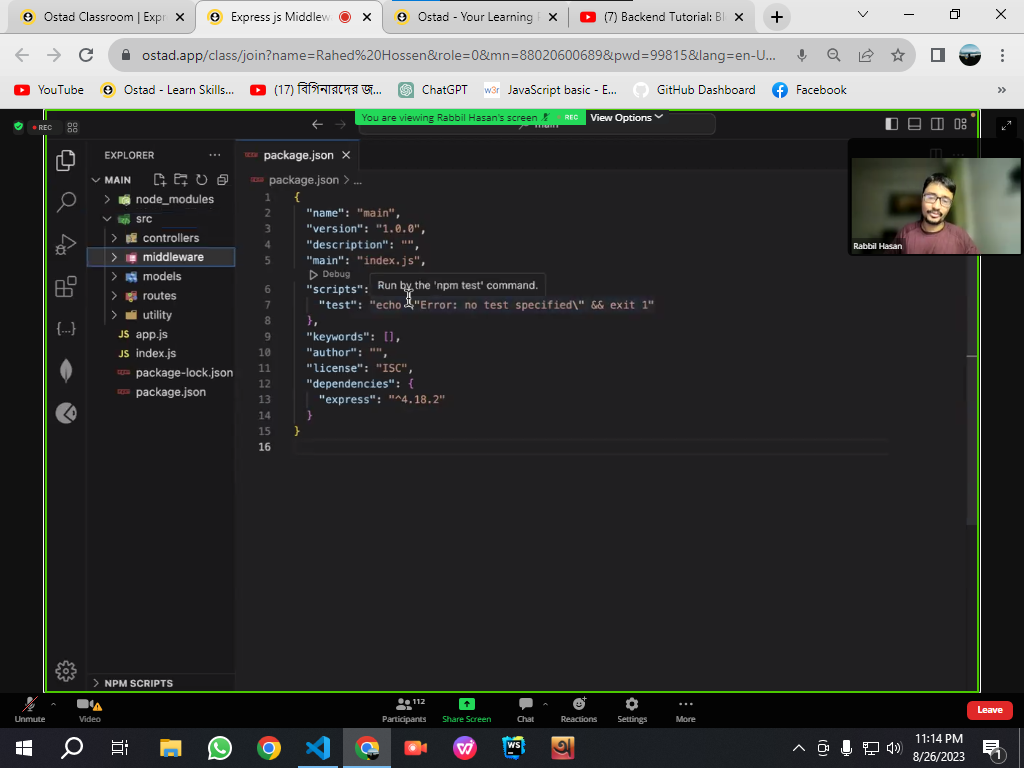 Ostad Classroom | Expr
Express js Middlew
Ostad - Your Learning P
(7) Backend Tutorial: Bl
ostad.app/class/join?name=Rahed%20Hossen&role=0&mn=88020600689&pwd=99815&lang=en-U...
YouTube
Ostad - Learn Skills...
(17) বিগিনারদের জ...
ChatGPT
w3r
JavaScript basic - E...
GitHub Dashboard
Facebook
»
REC
You are viewing Rabbil Hasan's screen
REC
View Options
main
EXPLORER
package.json
MAIN
package.json > ...
node_modules
src
controllers
middleware
models
routes
utility
JS app.js
JS index.js
package-lock.json
package.json
1 {
2 "name": "main",
3 "version": "1.0.0",
4 "description": "",
5 "main": "index.js",
Debug
Run by the 'npm test' command.
6 "scripts":
7 "test": "echo \"Error: no test specified\" && exit 1"
8 },
9 "keywords": [],
10 "author": "",
11 "license": "ISC",
12 "dependencies": {
13 "express": "^4.18.2"
14 }
15 }
16
Rabbil Hasan
NPM SCRIPTS
Unmute
Video
Participants
112
Share Screen
Chat
Reactions
Settings
More
Leave
WS
11:14 PM
8/26/2023
1